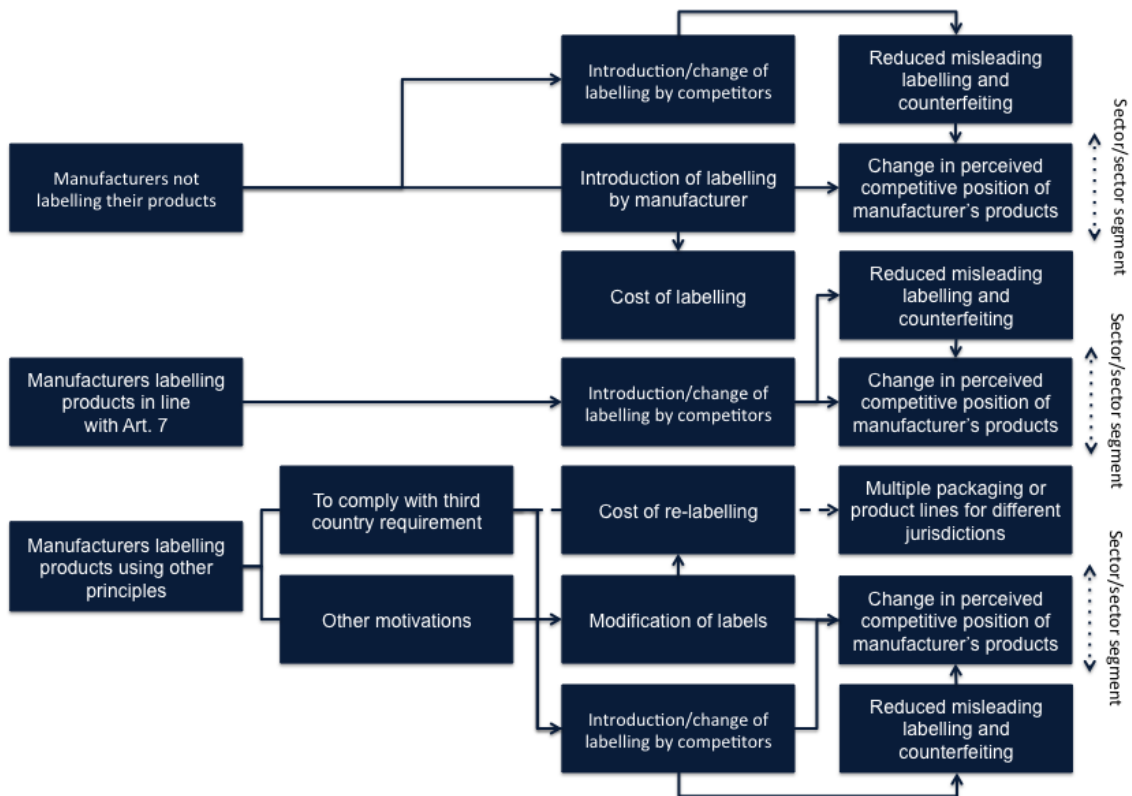 Introduction/change of
labelling by competitors
Reduced misleading
labelling and
counterfeiting
Manufacturers not
labelling their products
Introduction of labelling
by manufacturer
Change in perceived
competitive position of
manufacturer's products
Sector/sector segment
Cost of labelling
Reduced misleading
labelling and
counterfeiting
Manufacturers labelling
products in line
with Art. 7
Introduction/change of
labelling by competitors
Change in perceived
competitive position of
manufacturer's products
Sector/sector segment
Manufacturers labelling
products using other
principles
To comply with third
country requirement
Cost of re-labelling
Multiple packaging or
product lines for different
jurisdictions
Other motivations
Modification of labels
Change in perceived
competitive position of
manufacturer's products
Sector/sector segment
Introduction/change of
labelling by competitors
Reduced misleading
labelling and
counterfeiting